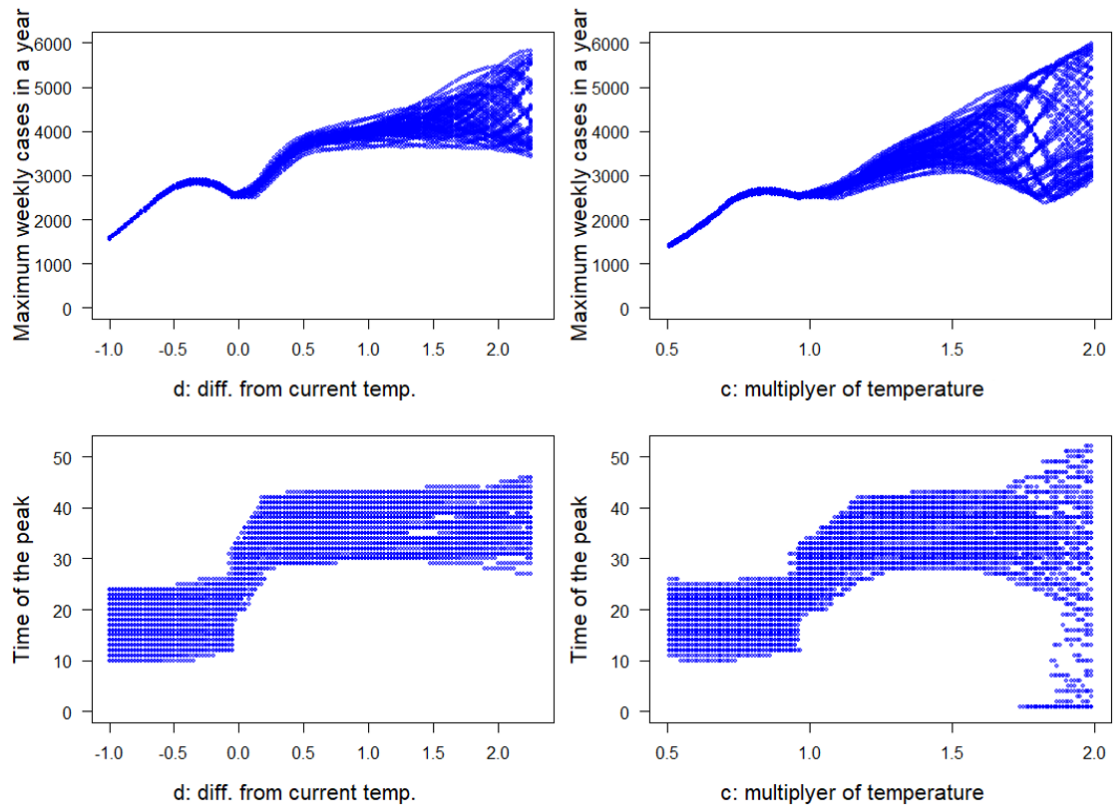 Maximum weekly cases in a year
6000
5000
4000
3000
2000
1000
0
-1.0 -0.5 0.0 0.5 1.0 1.5 2.0
d: diff. from current temp.
Maximum weekly cases in a year
6000
5000
4000
3000
2000
1000
0
0.5 1.0 1.5 2.0
c: multiplyer of temperature
Time of the peak
50
40
30
20
10
0
-1.0 -0.5 0.0 0.5 1.0 1.5 2.0
d: diff. from current temp.
Time of the peak
50
40
30
20
10
0
0.5 1.0 1.5 2.0
c: multiplyer of temperature